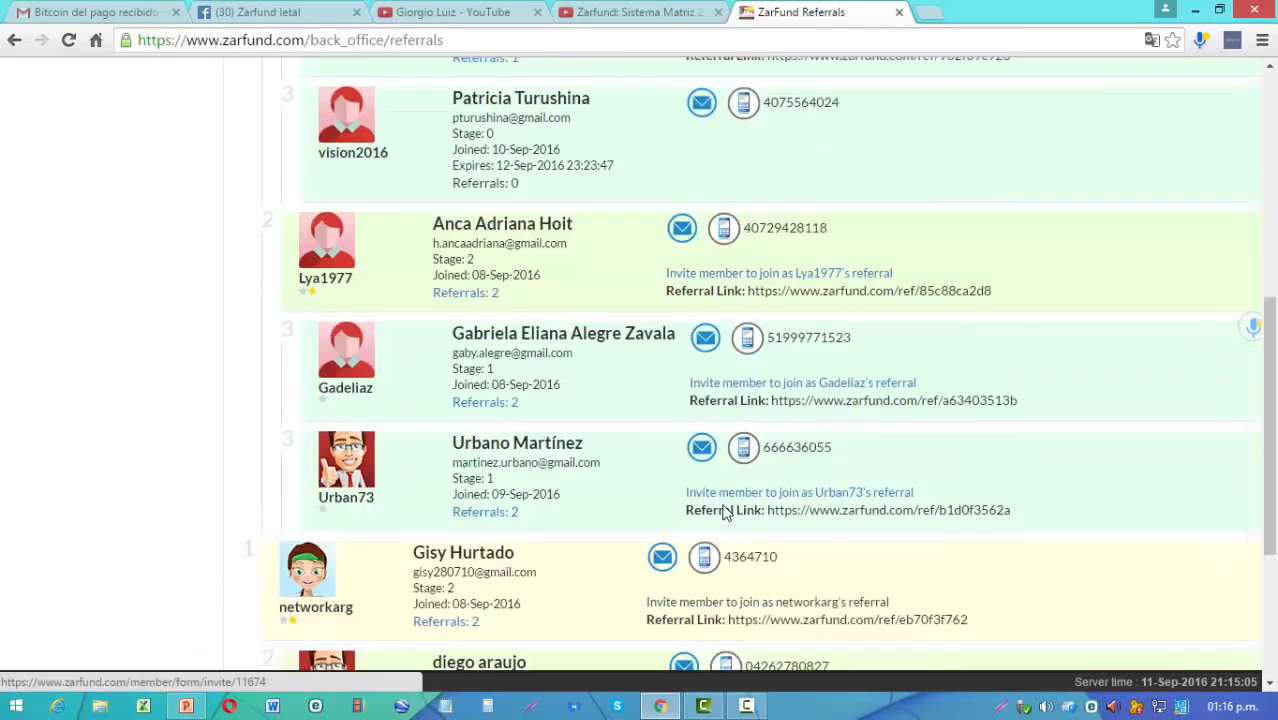 Bitcoin del pago recibido
(30) Zarfund letal
Giorgio Luiz - YouTube
Zarfund: Sistema Matriz 2
ZarFund Referrals
https://www.zarfund.com/back_office/referrals
Referrals: 1
3
Patricia Turushina
4075564024
pturushina@gmail.com
Stage: 0
Joined: 10-Sep-2016
vision2016
Expires: 12-Sep-2016 23:23:47
Referrals: 0
2
Anca Adriana Hoit
40729428118
h.ancaadriana@gmail.com
Stage: 2
Joined: 08-Sep-2016
Invite member to join as Lya1977's referral
Lya1977
Referrals: 2
Referral Link: https://www.zarfund.com/ref/85c88ca2d8
3
Gabriela Eliana Alegre Zavala
51999771523
gaby.alegre@gmail.com
Stage: 1
Joined: 08-Sep-2016
Invite member to join as Gadeliaz's referral
Gadeliaz
Referrals: 2
Referral Link: https://www.zarfund.com/ref/a63403513b
3
Urbano Martínez
666636055
martinez.urbano@gmail.com
Stage: 1
Joined: 09-Sep-2016
Invite member to join as Urban73's referral
Urban73
Referrals: 2
Referral Link: https://www.zarfund.com/ref/b1d0f3562a
1
Gisy Hurtado
4364710
gisy280710@gmail.com
Stage: 2
Joined: 08-Sep-2016
Invite member to join as networkarg's referral
networkarg
Referrals: 2
Referral Link: https://www.zarfund.com/ref/eb70f3f762
2
diego araujo
04262780827
https://www.zarfund.com/member/form/invite/11674
Server time : 11-Sep-2016 21:15:05
01:16 p.m.